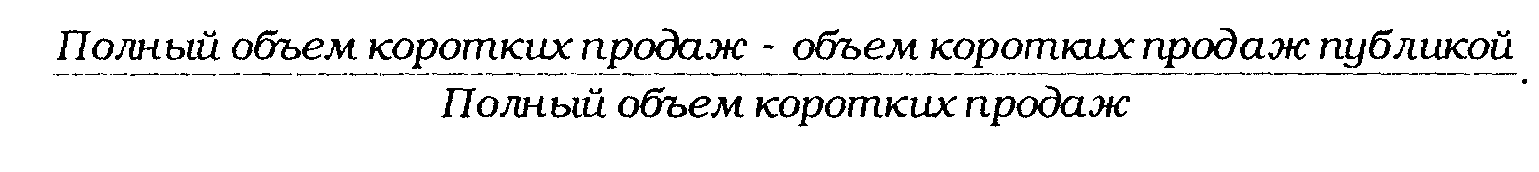 Полный объем коротких продаж - объем коротких продаж публикой
Полный объем коротких продаж.